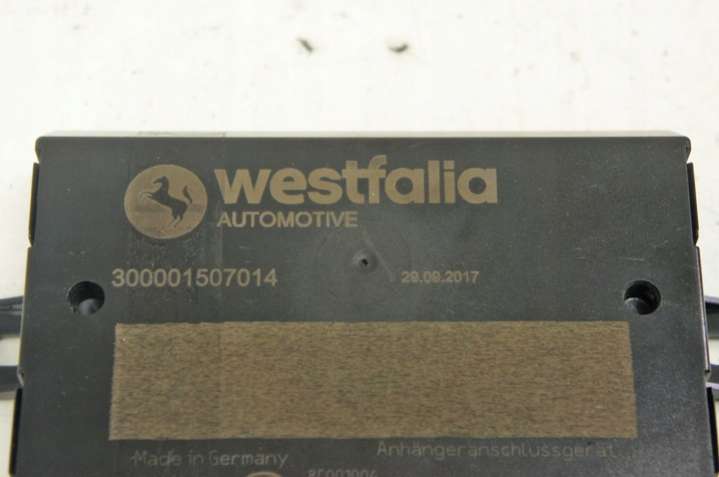 westfalia
AUTOMOTIVE
300001507014 29.09.2017
Made in Germany Anhängeranschlussgerät